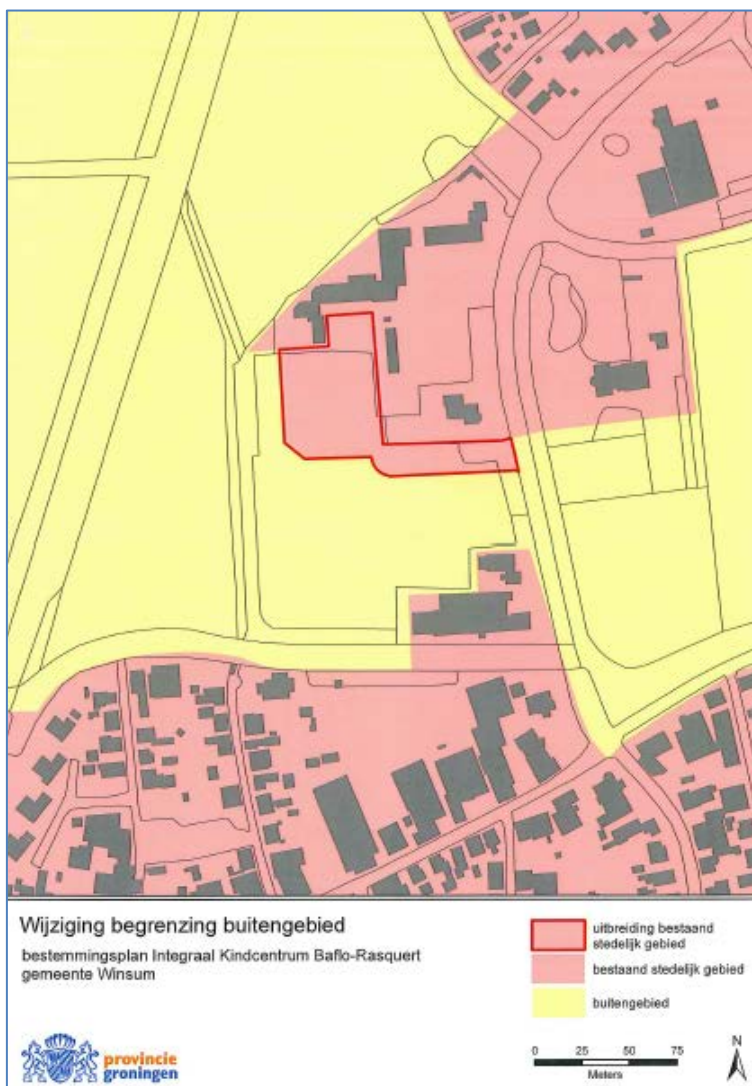 Wijziging begrenzing buitengebied
bestemmingsplan Integraal Kindcentrum Baflo-Rasquert
gemeente Winsum
uitbreiding bestaand
stedelijk gebied
bestaand stedelijk gebied
buitengebied
provincie
groningen
0 25 50 75
Meters
N